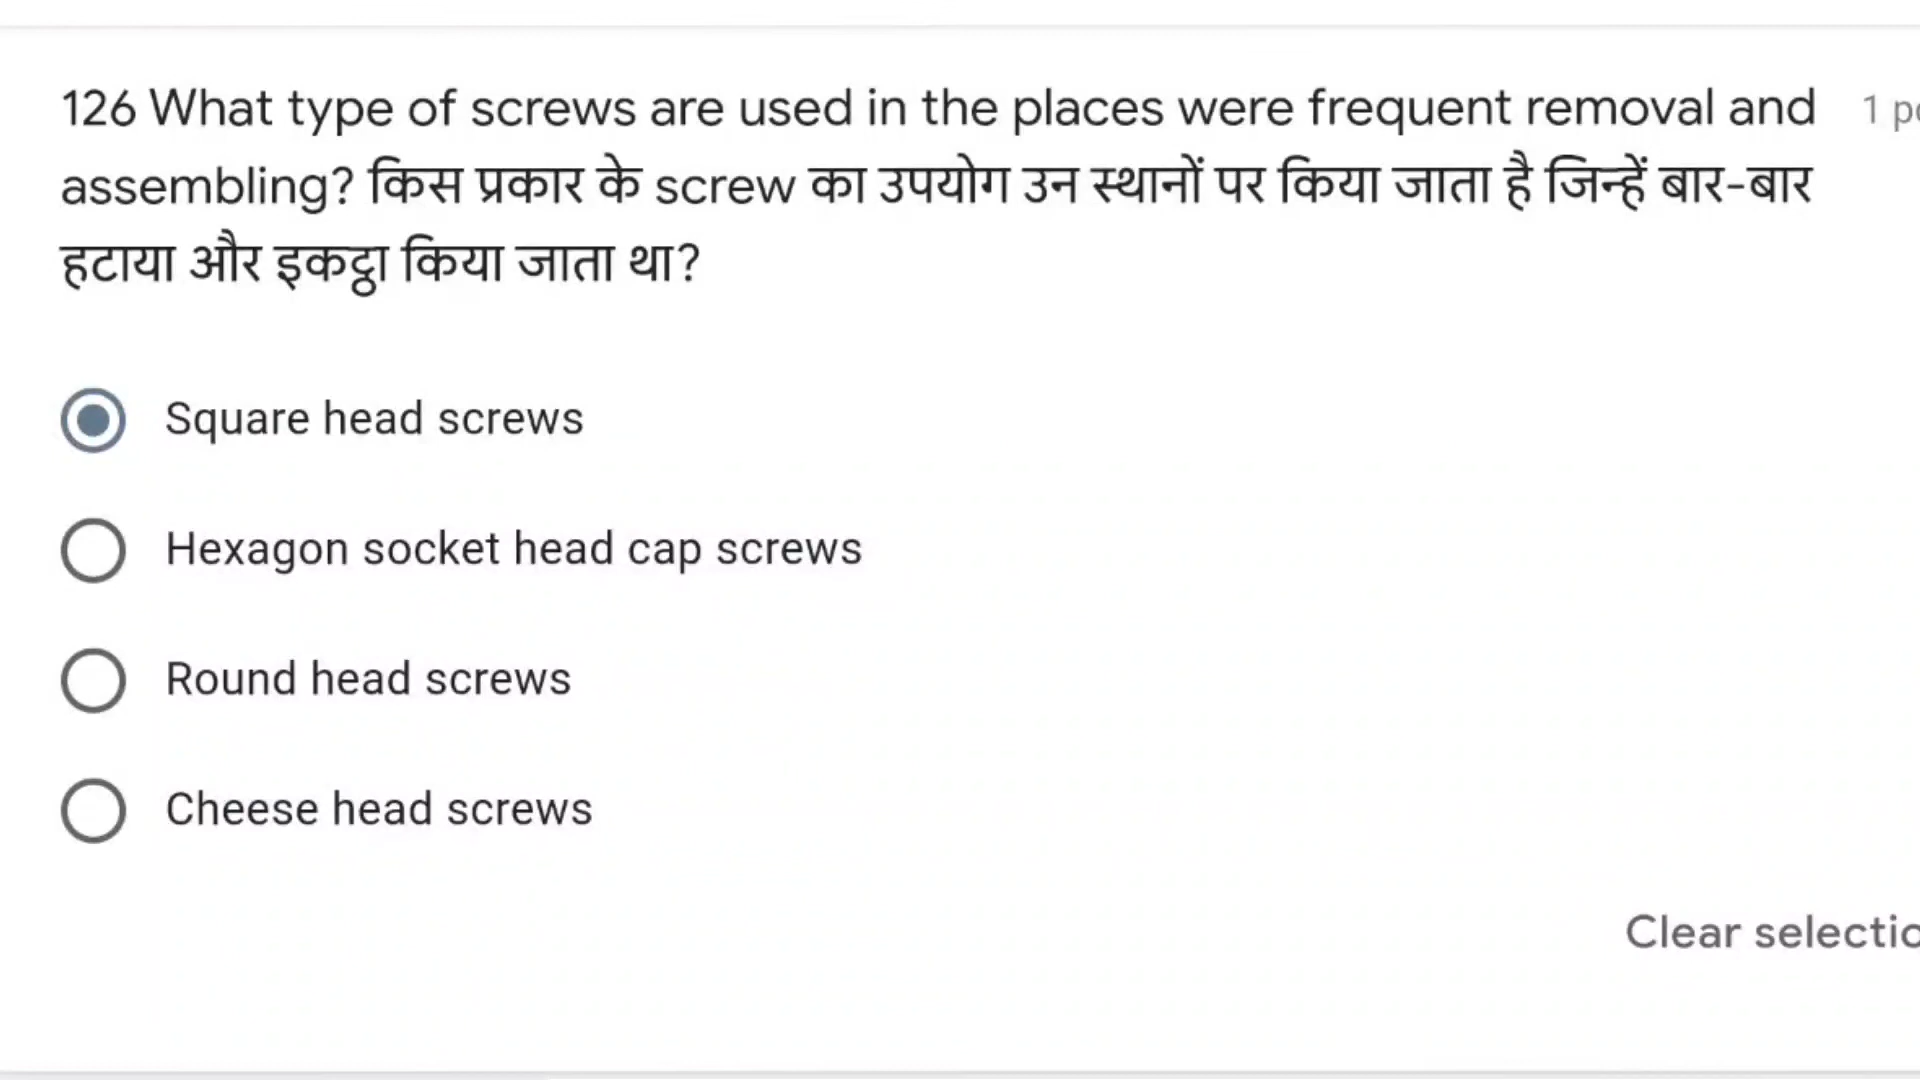 126 What type of screws are used in the places were frequent removal and 1 p
assembling? किस प्रकार के screw का उपयोग उन स्थानों पर किया जाता है जिन्हें बार-बार
हटाया और इकट्ठा किया जाता था?
Square head screws
Hexagon socket head cap screws
Round head screws
Cheese head screws
Clear selectio